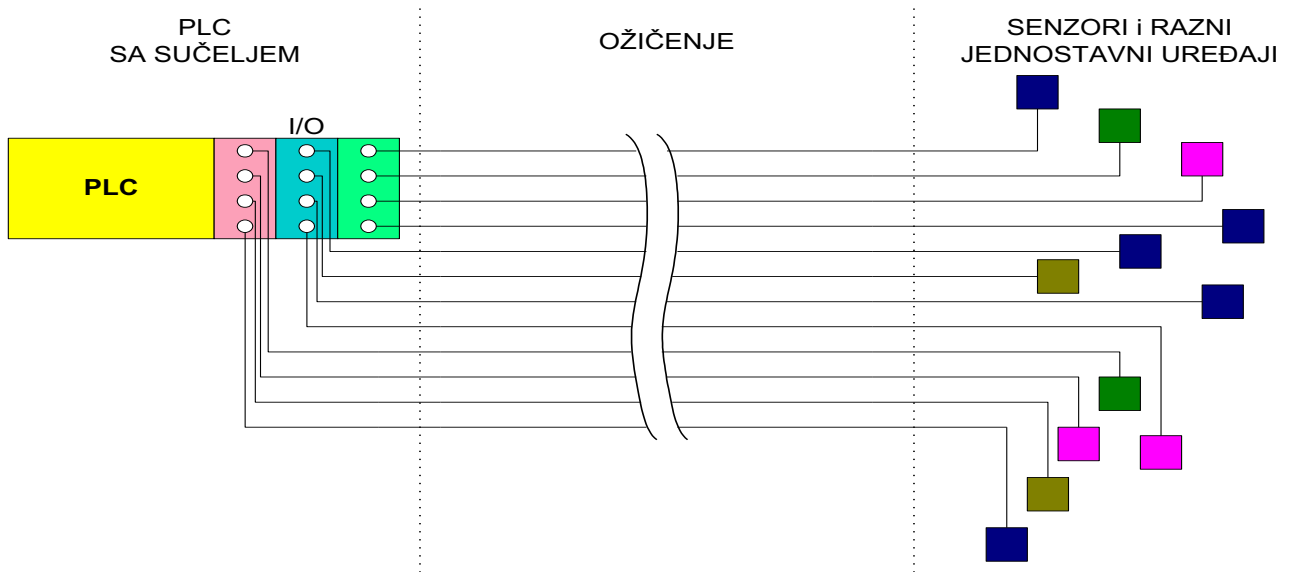 PLC
SA SUČELJEM
OŽIČENJE
SENZORI i RAZNI
JEDNOSTAVNI UREĐAJI
I/O
PLC